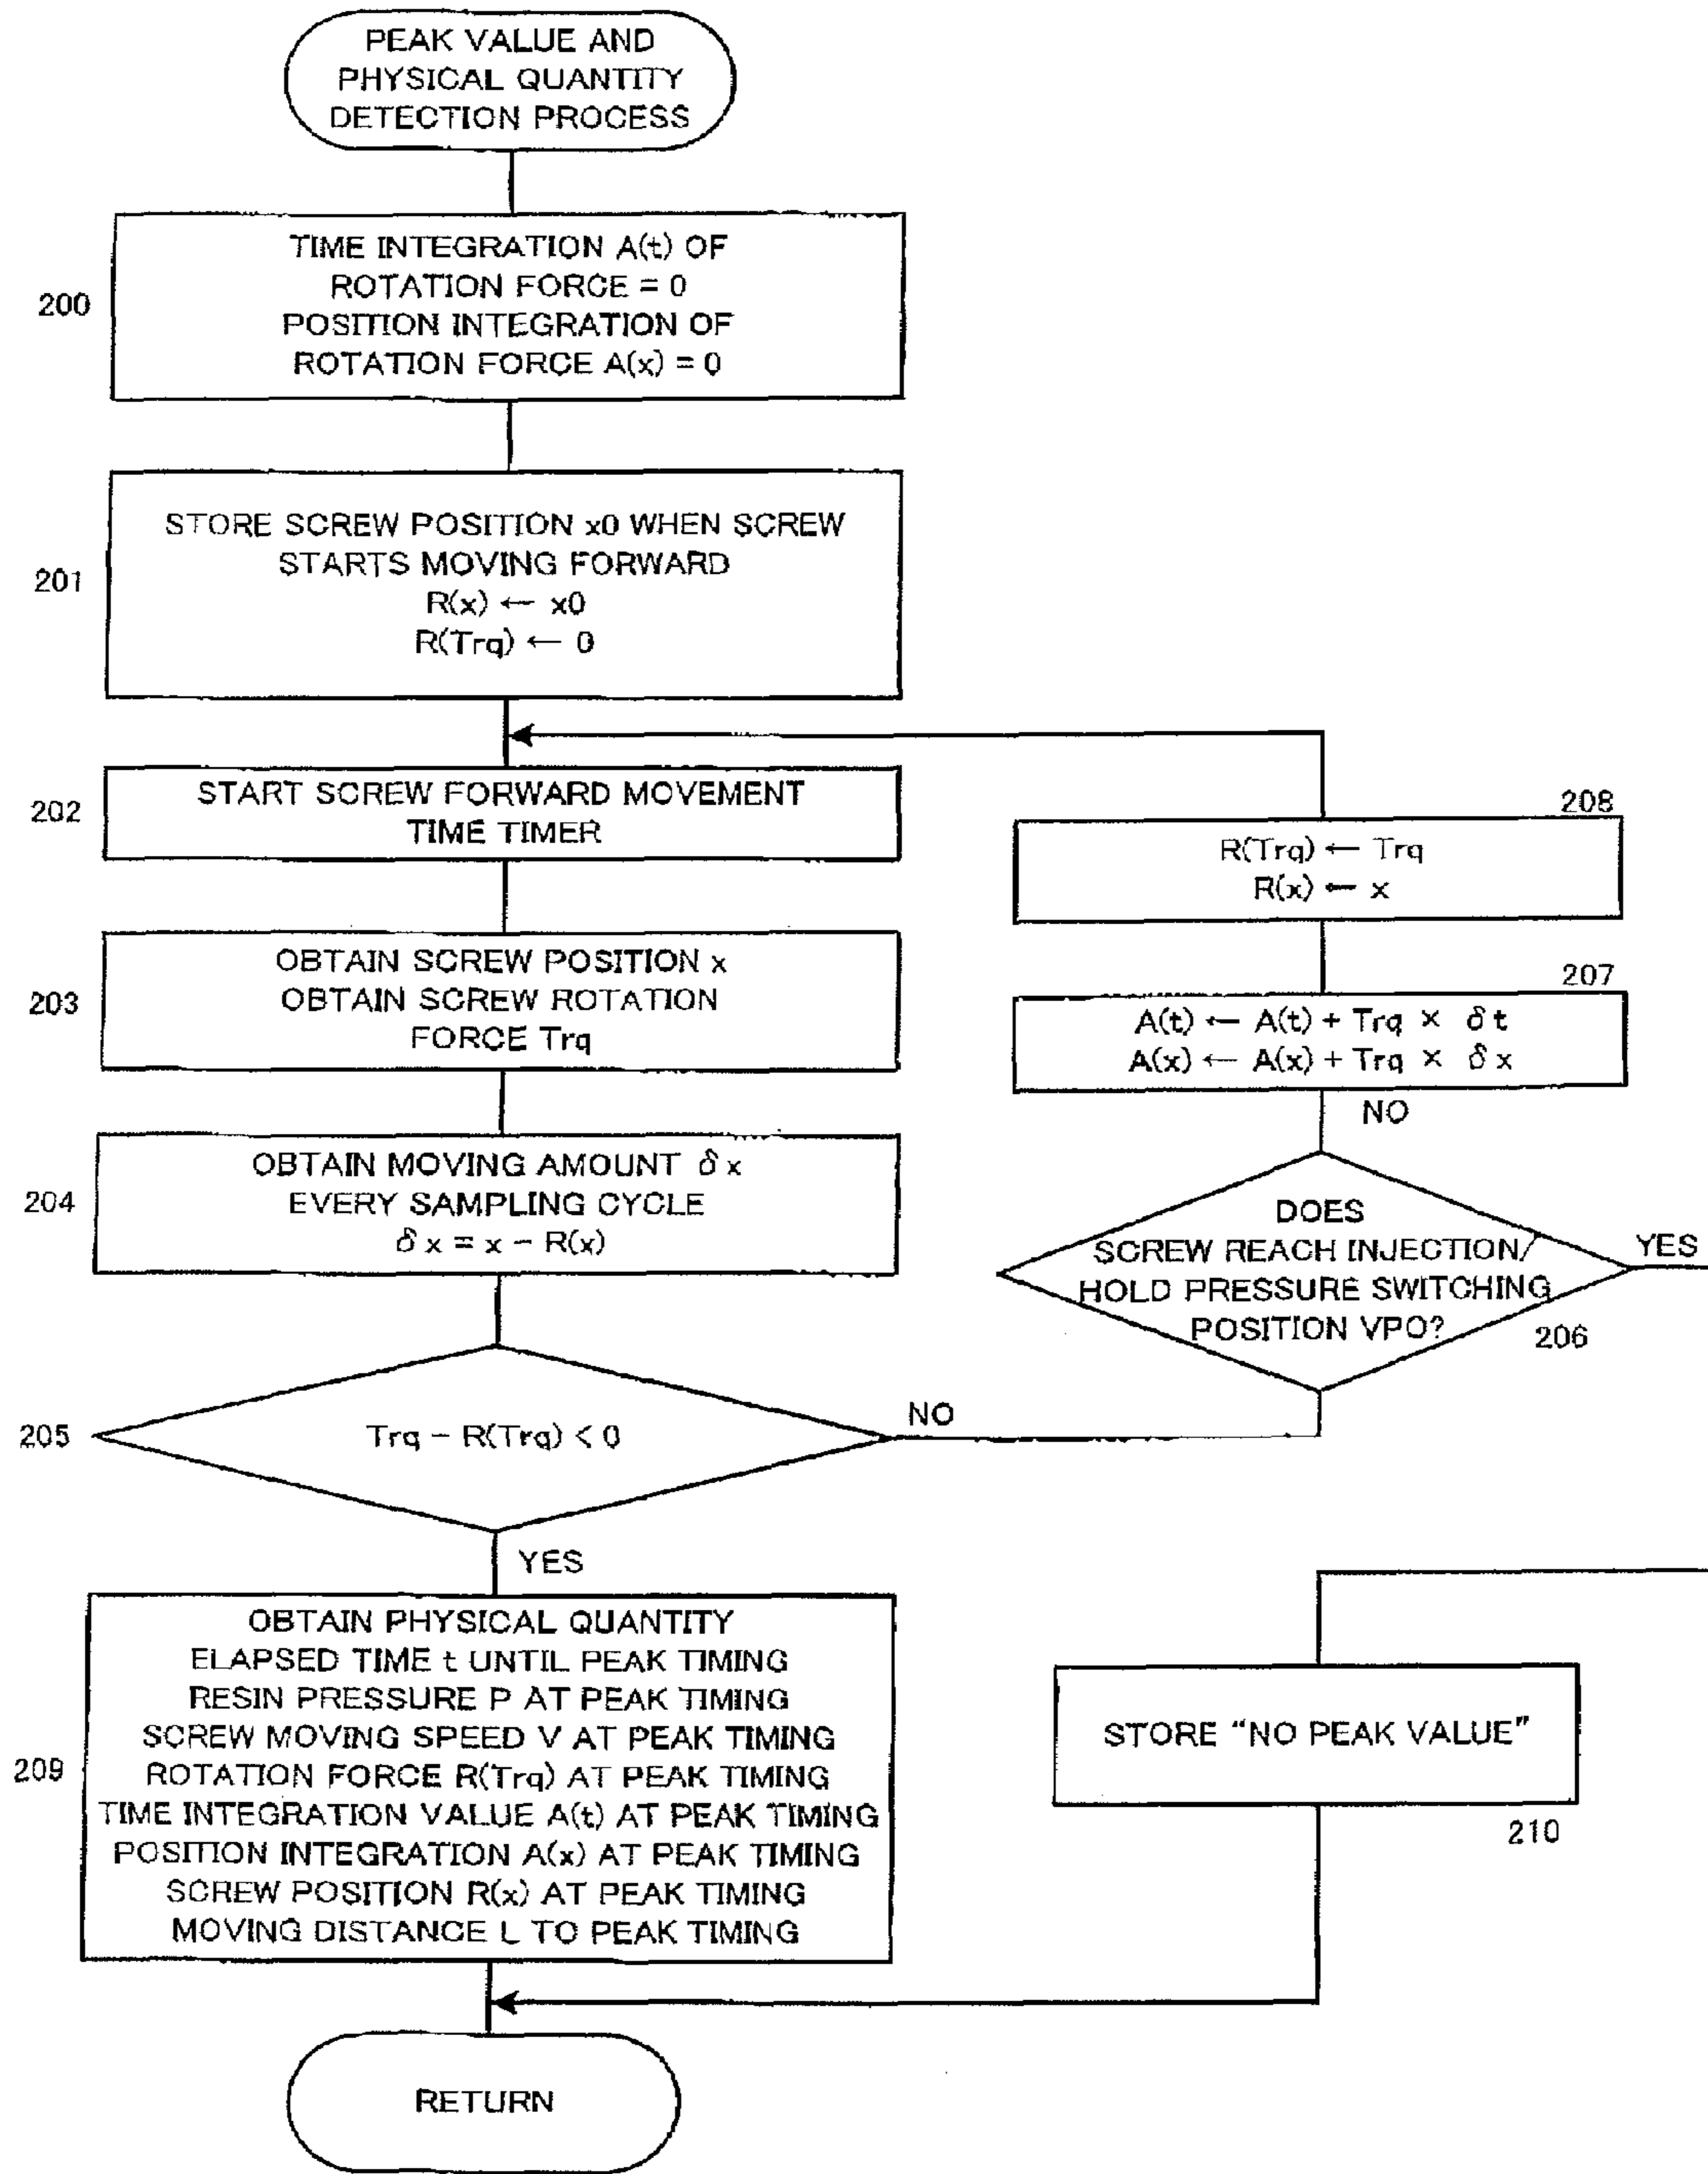 PEAK VALUE AND
PHYSICAL QUANTITY
DETECTION PROCESS
200
TIME INTEGRATION A(t) OF
ROTATION FORCE = 0
POSITION INTEGRATION OF
ROTATION FORCE A(x) = 0
201
STORE SCREW POSITION x0 WHEN SCREW
STARTS MOVING FORWARD
R(x) ← x0
R(Trq) ← 0
202
START SCREW FORWARD MOVEMENT
TIME TIMER
203
OBTAIN SCREW POSITION x
OBTAIN SCREW ROTATION
FORCE Trq
204
OBTAIN MOVING AMOUNT δx
EVERY SAMPLING CYCLE
δx = x − R(x)
205
Trq − R(Trq) < 0
NO
YES
208
R(Trq) ← Trq
R(x) ← x
207
A(t) ← A(t) + Trq × δt
A(x) ← A(x) + Trq × δx
NO
DOES
SCREW REACH INJECTION/
HOLD PRESSURE SWITCHING
POSITION VPO?
YES
206
209
OBTAIN PHYSICAL QUANTITY
ELAPSED TIME t UNTIL PEAK TIMING
RESIN PRESSURE P AT PEAK TIMING
SCREW MOVING SPEED V AT PEAK TIMING
ROTATION FORCE R(Trq) AT PEAK TIMING
TIME INTEGRATION VALUE A(t) AT PEAK TIMING
POSITION INTEGRATION A(x) AT PEAK TIMING
SCREW POSITION R(x) AT PEAK TIMING
MOVING DISTANCE L TO PEAK TIMING
STORE “NO PEAK VALUE”
210
RETURN